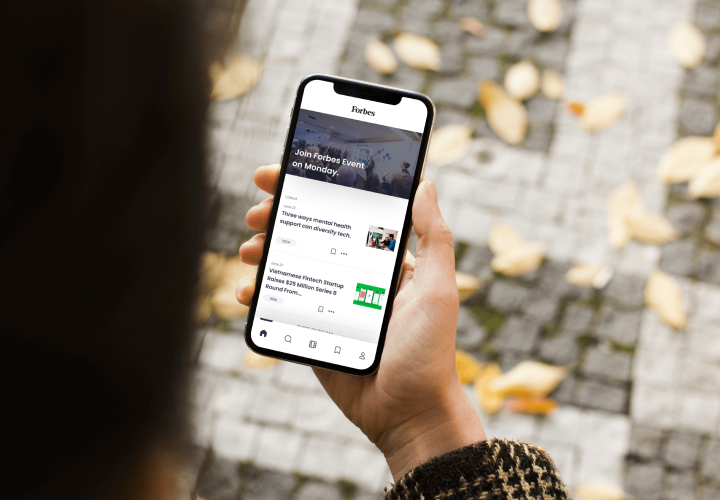 Forbes
Join Forbes Event
on Monday.
June 27
Three ways mental health
support can diversify tech.
TECH
June 27
Vietnamese Fintech Startup
Raises $25 Million Series B
Round From...